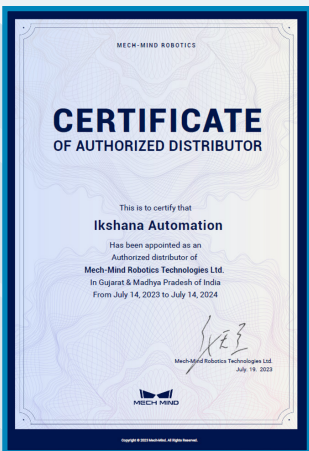 MECH-MIND ROBOTICS
CERTIFICATE
OF AUTHORIZED DISTRIBUTOR
This is to certify that
Ikshana Automation
Has been appointed as an
Authorized distributor of
Mech-Mind Robotics Technologies Ltd.
In Gujarat & Madhya Pradesh of India
From July 14, 2023 to July 14, 2024
Mech-Mind Robotics Technologies Ltd.
July. 19. 2023
MECH MIND
Copyright © 2023 Mech-Mind. All Rights Reserved.